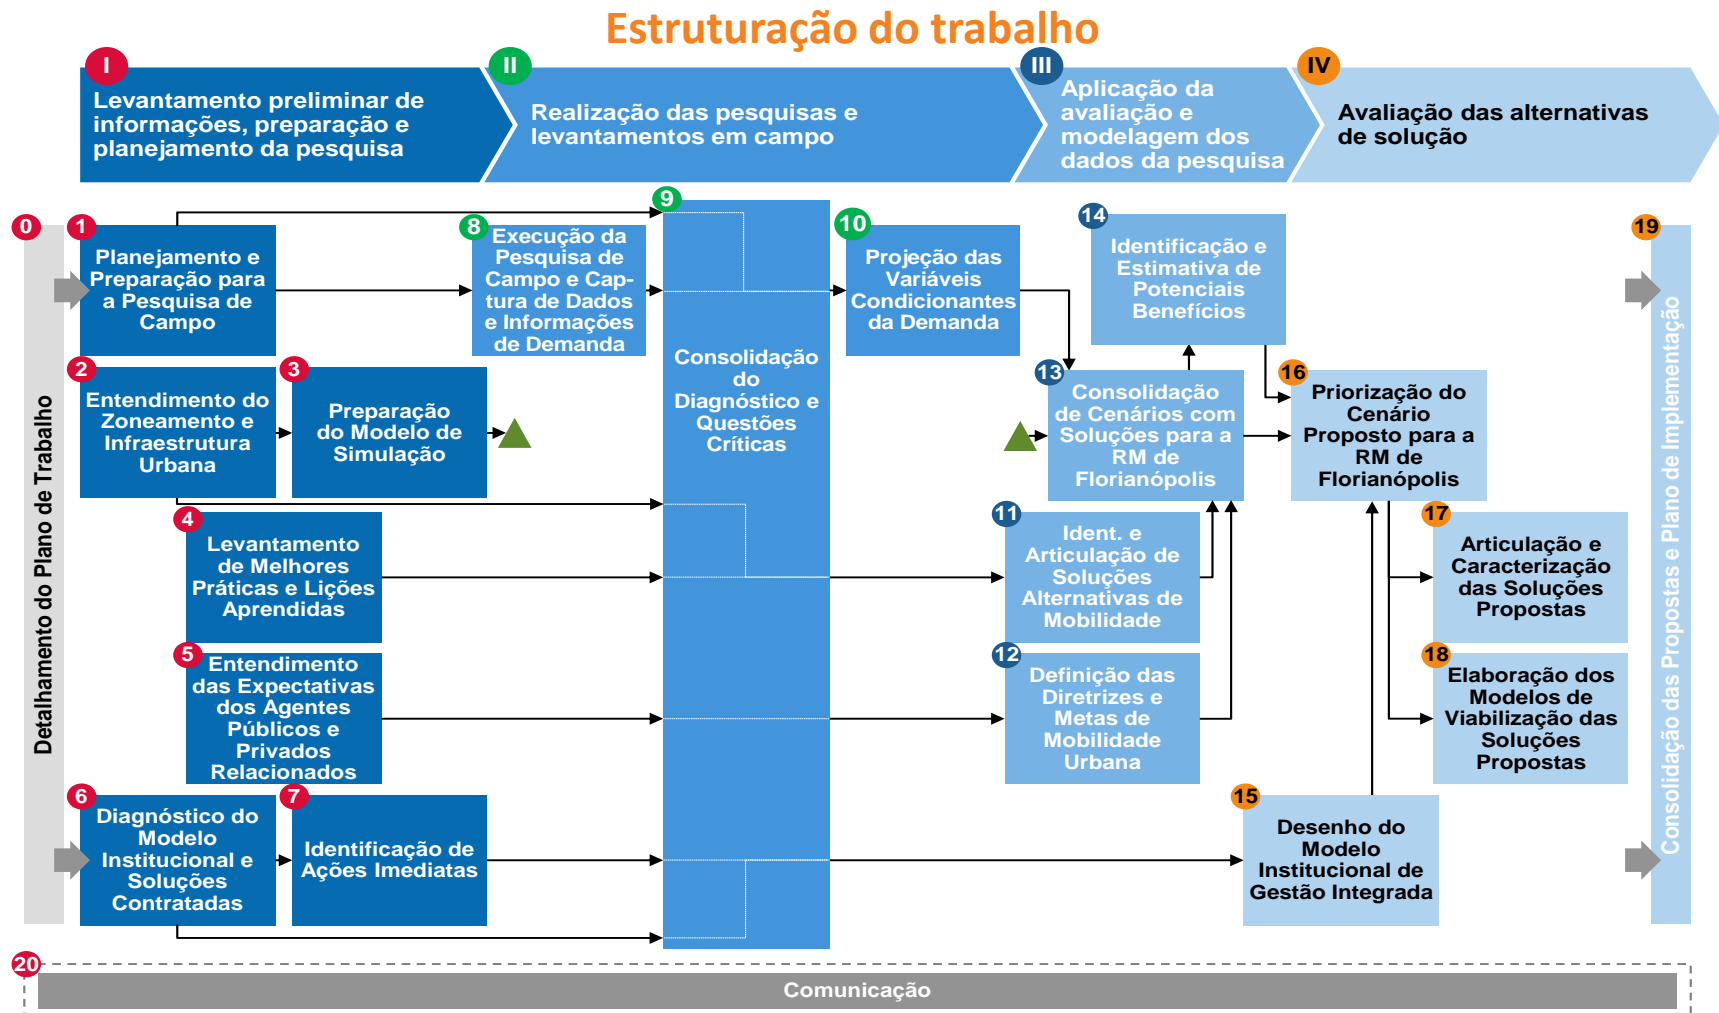 Estruturação do trabalho
I
Levantamento preliminar de
informações, preparação e
planejamento da pesquisa
II
Realização das pesquisas e
levantamentos em campo
III
Aplicação da
avaliação e
modelagem dos
dados da pesquisa
IV
Avaliação das alternativas
de solução
0
Detalhamento do Plano de Trabalho
1
Planejamento e
Preparação para
a Pesquisa de
Campo
2
Entendimento do
Zoneamento e
Infraestrutura
Urbana
3
Preparação
do Modelo de
Simulação
4
Levantamento
de Melhores
Práticas e Lições
Aprendidas
5
Entendimento
das Expectativas
dos Agentes
Públicos e
Privados
Relacionados
6
Diagnóstico do
Modelo
Institucional e
Soluções
Contratadas
7
Identificação de
Ações Imediatas
8
Execução da
Pesquisa de
Campo e Cap-
tura de Dados
e Informações
de Demanda
9
Consolidação
do
Diagnóstico e
Questões
Críticas
10
Projeção das
Variáveis
Condicionantes
da Demanda
14
Identificação e
Estimativa de
Potenciais
Benefícios
13
Consolidação
de Cenários com
Soluções para a
RM de
Florianópolis
11
Ident. e
Articulação de
Soluções
Alternativas de
Mobilidade
12
Definição das
Diretrizes e
Metas de
Mobilidade
Urbana
15
Desenho do
Modelo
Institucional de
Gestão Integrada
16
Priorização do
Cenário
Proposto para a
RM de
Florianópolis
17
Articulação e
Caracterização
das Soluções
Propostas
18
Elaboração dos
Modelos de
Viabilização das
Soluções
Propostas
19
Consolidação das Propostas e Plano de Implementação
20
Comunicação